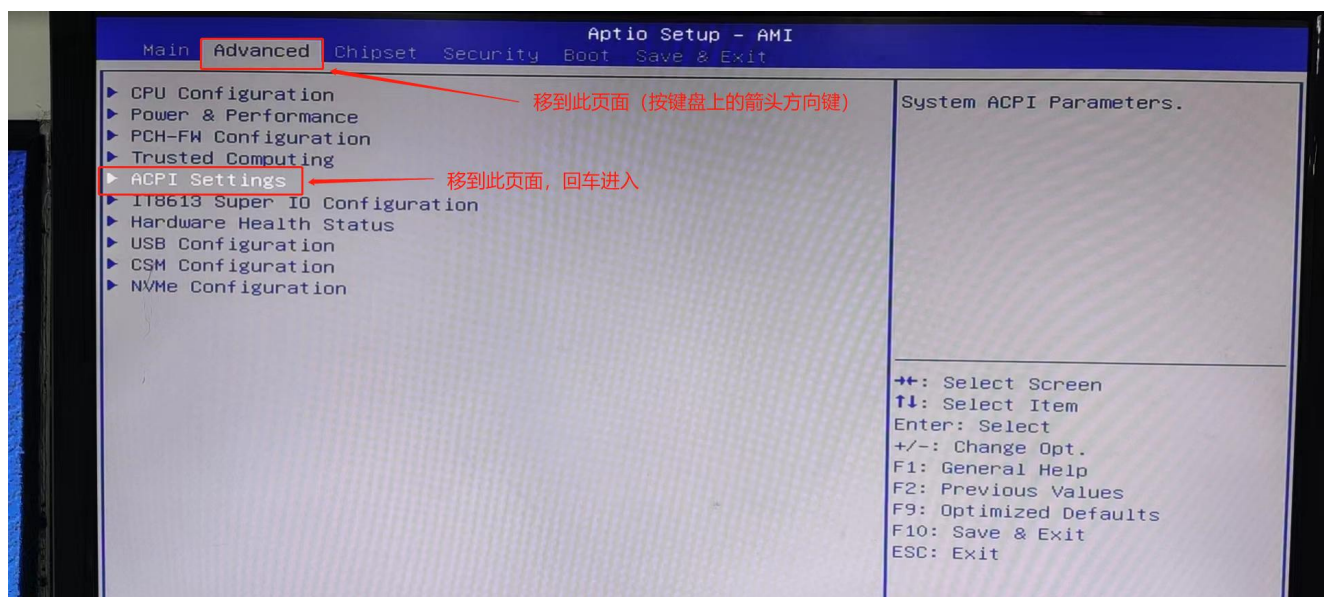 Aptio Setup – AMI
Main Advanced Chipset Security Boot Save & Exit
CPU Configuration
Power & Performance
PCH-FW Configuration
Trusted Computing
ACPI Settings
IT8613 Super IO Configuration
Hardware Health Status
USB Configuration
CSM Configuration
NVMe Configuration
移到此页面（按键盘上的箭头方向键）
移到此页面，回车进入
System ACPI Parameters.
→←: Select Screen
↑↓: Select Item
Enter: Select
+/-: Change Opt.
F1: General Help
F2: Previous Values
F9: Optimized Defaults
F10: Save & Exit
ESC: Exit